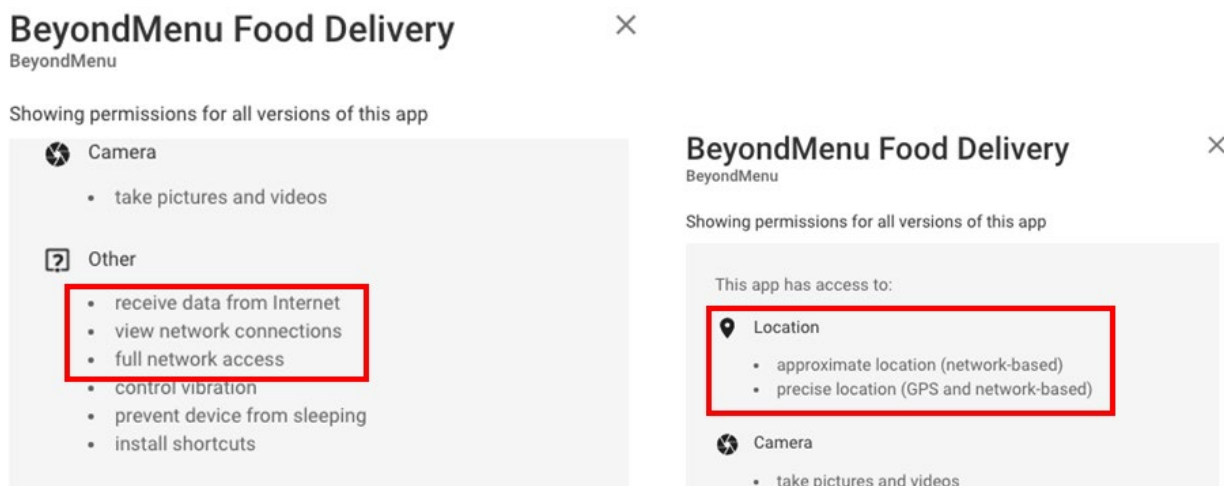 BeyondMenu Food Delivery
BeyondMenu
Showing permissions for all versions of this app
Camera
• take pictures and videos
Other
• receive data from Internet
• view network connections
• full network access
• control vibration
• prevent device from sleeping
• install shortcuts
BeyondMenu Food Delivery
BeyondMenu
Showing permissions for all versions of this app
This app has access to:
Location
• approximate location (network-based)
• precise location (GPS and network-based)
Camera
• take pictures and videos